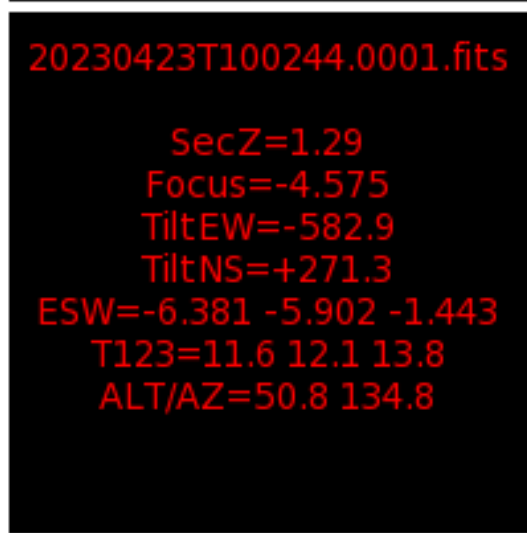 20230423T100244.0001.fits
SecZ=1.29
Focus=-4.575
TiltEW=-582.9
TiltNS=+271.3
ESW=-6.381 -5.902 -1.443
T123=11.6 12.1 13.8
ALT/AZ=50.8 134.8